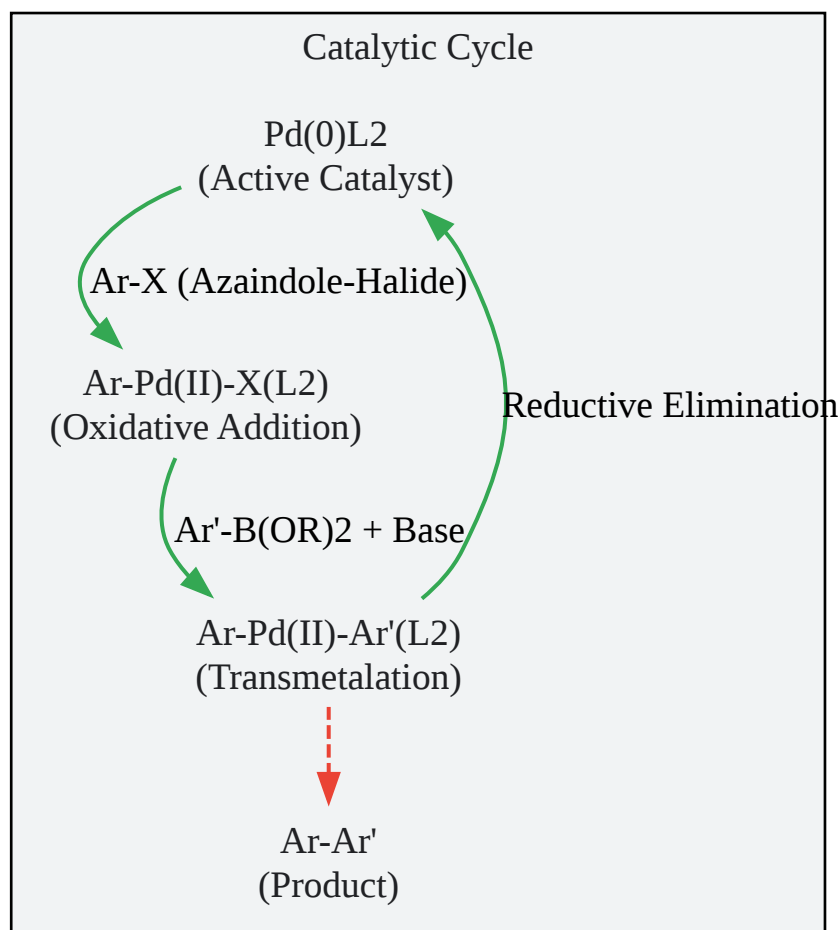 Catalytic Cycle
Pd(0)L2
(Active Catalyst)
Ar-X (Azaindole-Halide)
Ar-Pd(II)-X(L2)
(Oxidative Addition)
Reductive Elimination
Ar'-B(OR)2 + Base
Ar-Pd(II)-Ar'(L2)
(Transmetalation)
Ar-Ar'
(Product)